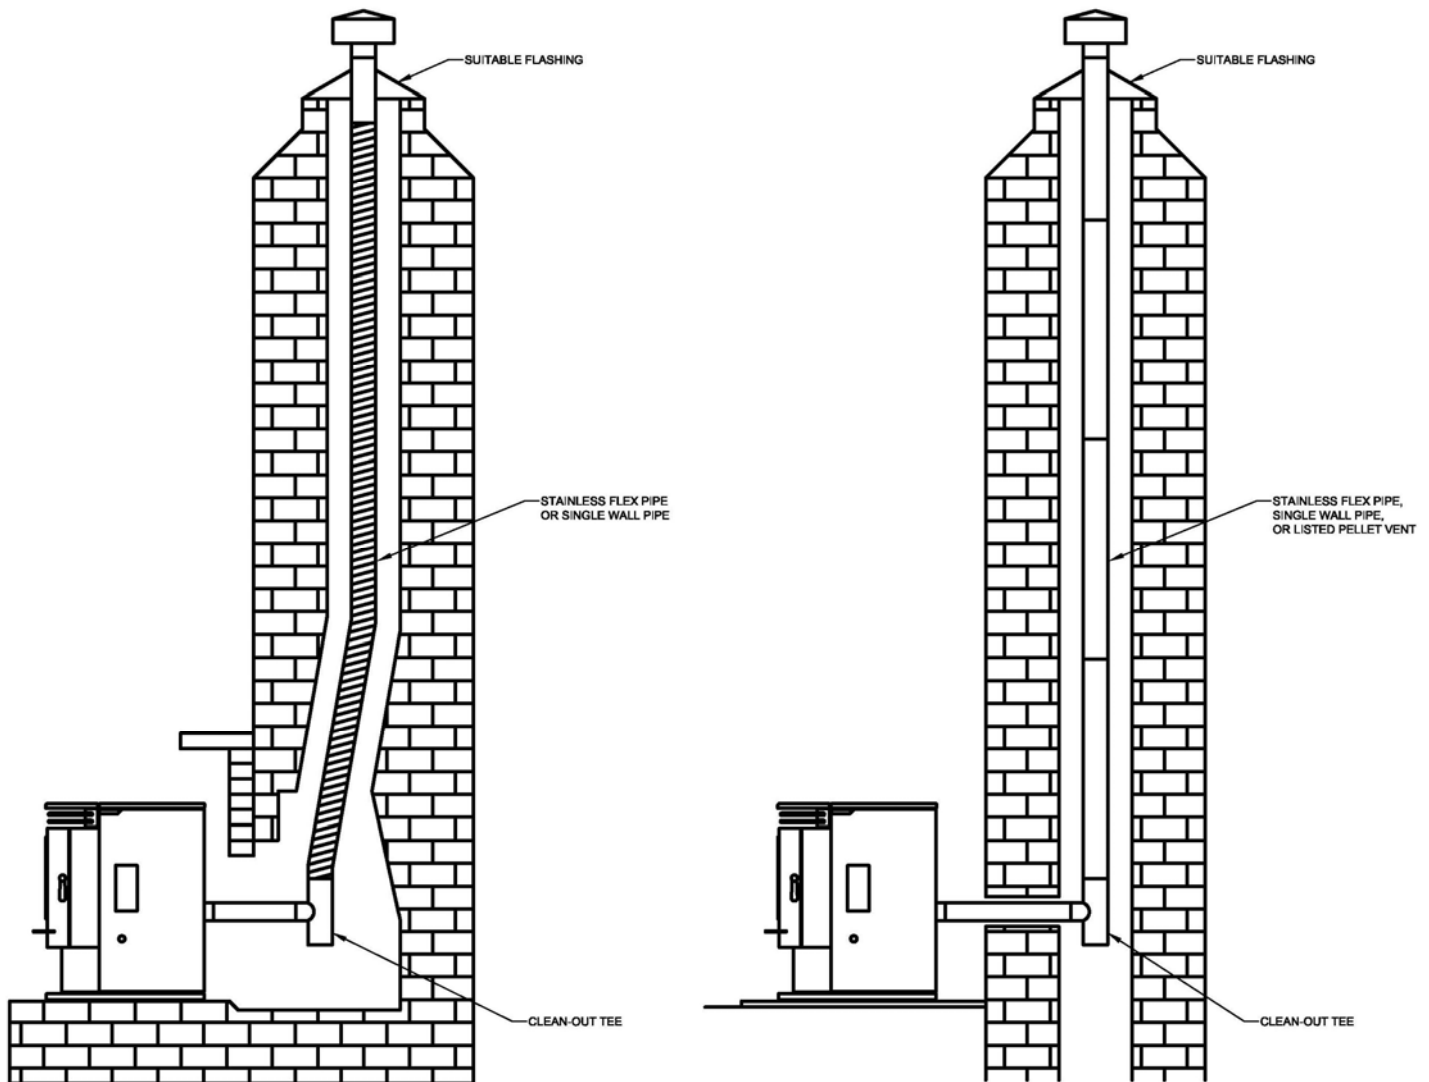 SUITABLE FLASHING
STAINLESS FLEX PIPE
OR SINGLE WALL PIPE
CLEAN-OUT TEE
SUITABLE FLASHING
STAINLESS FLEX PIPE,
SINGLE WALL PIPE,
OR LISTED PELLET VENT
CLEAN-OUT TEE